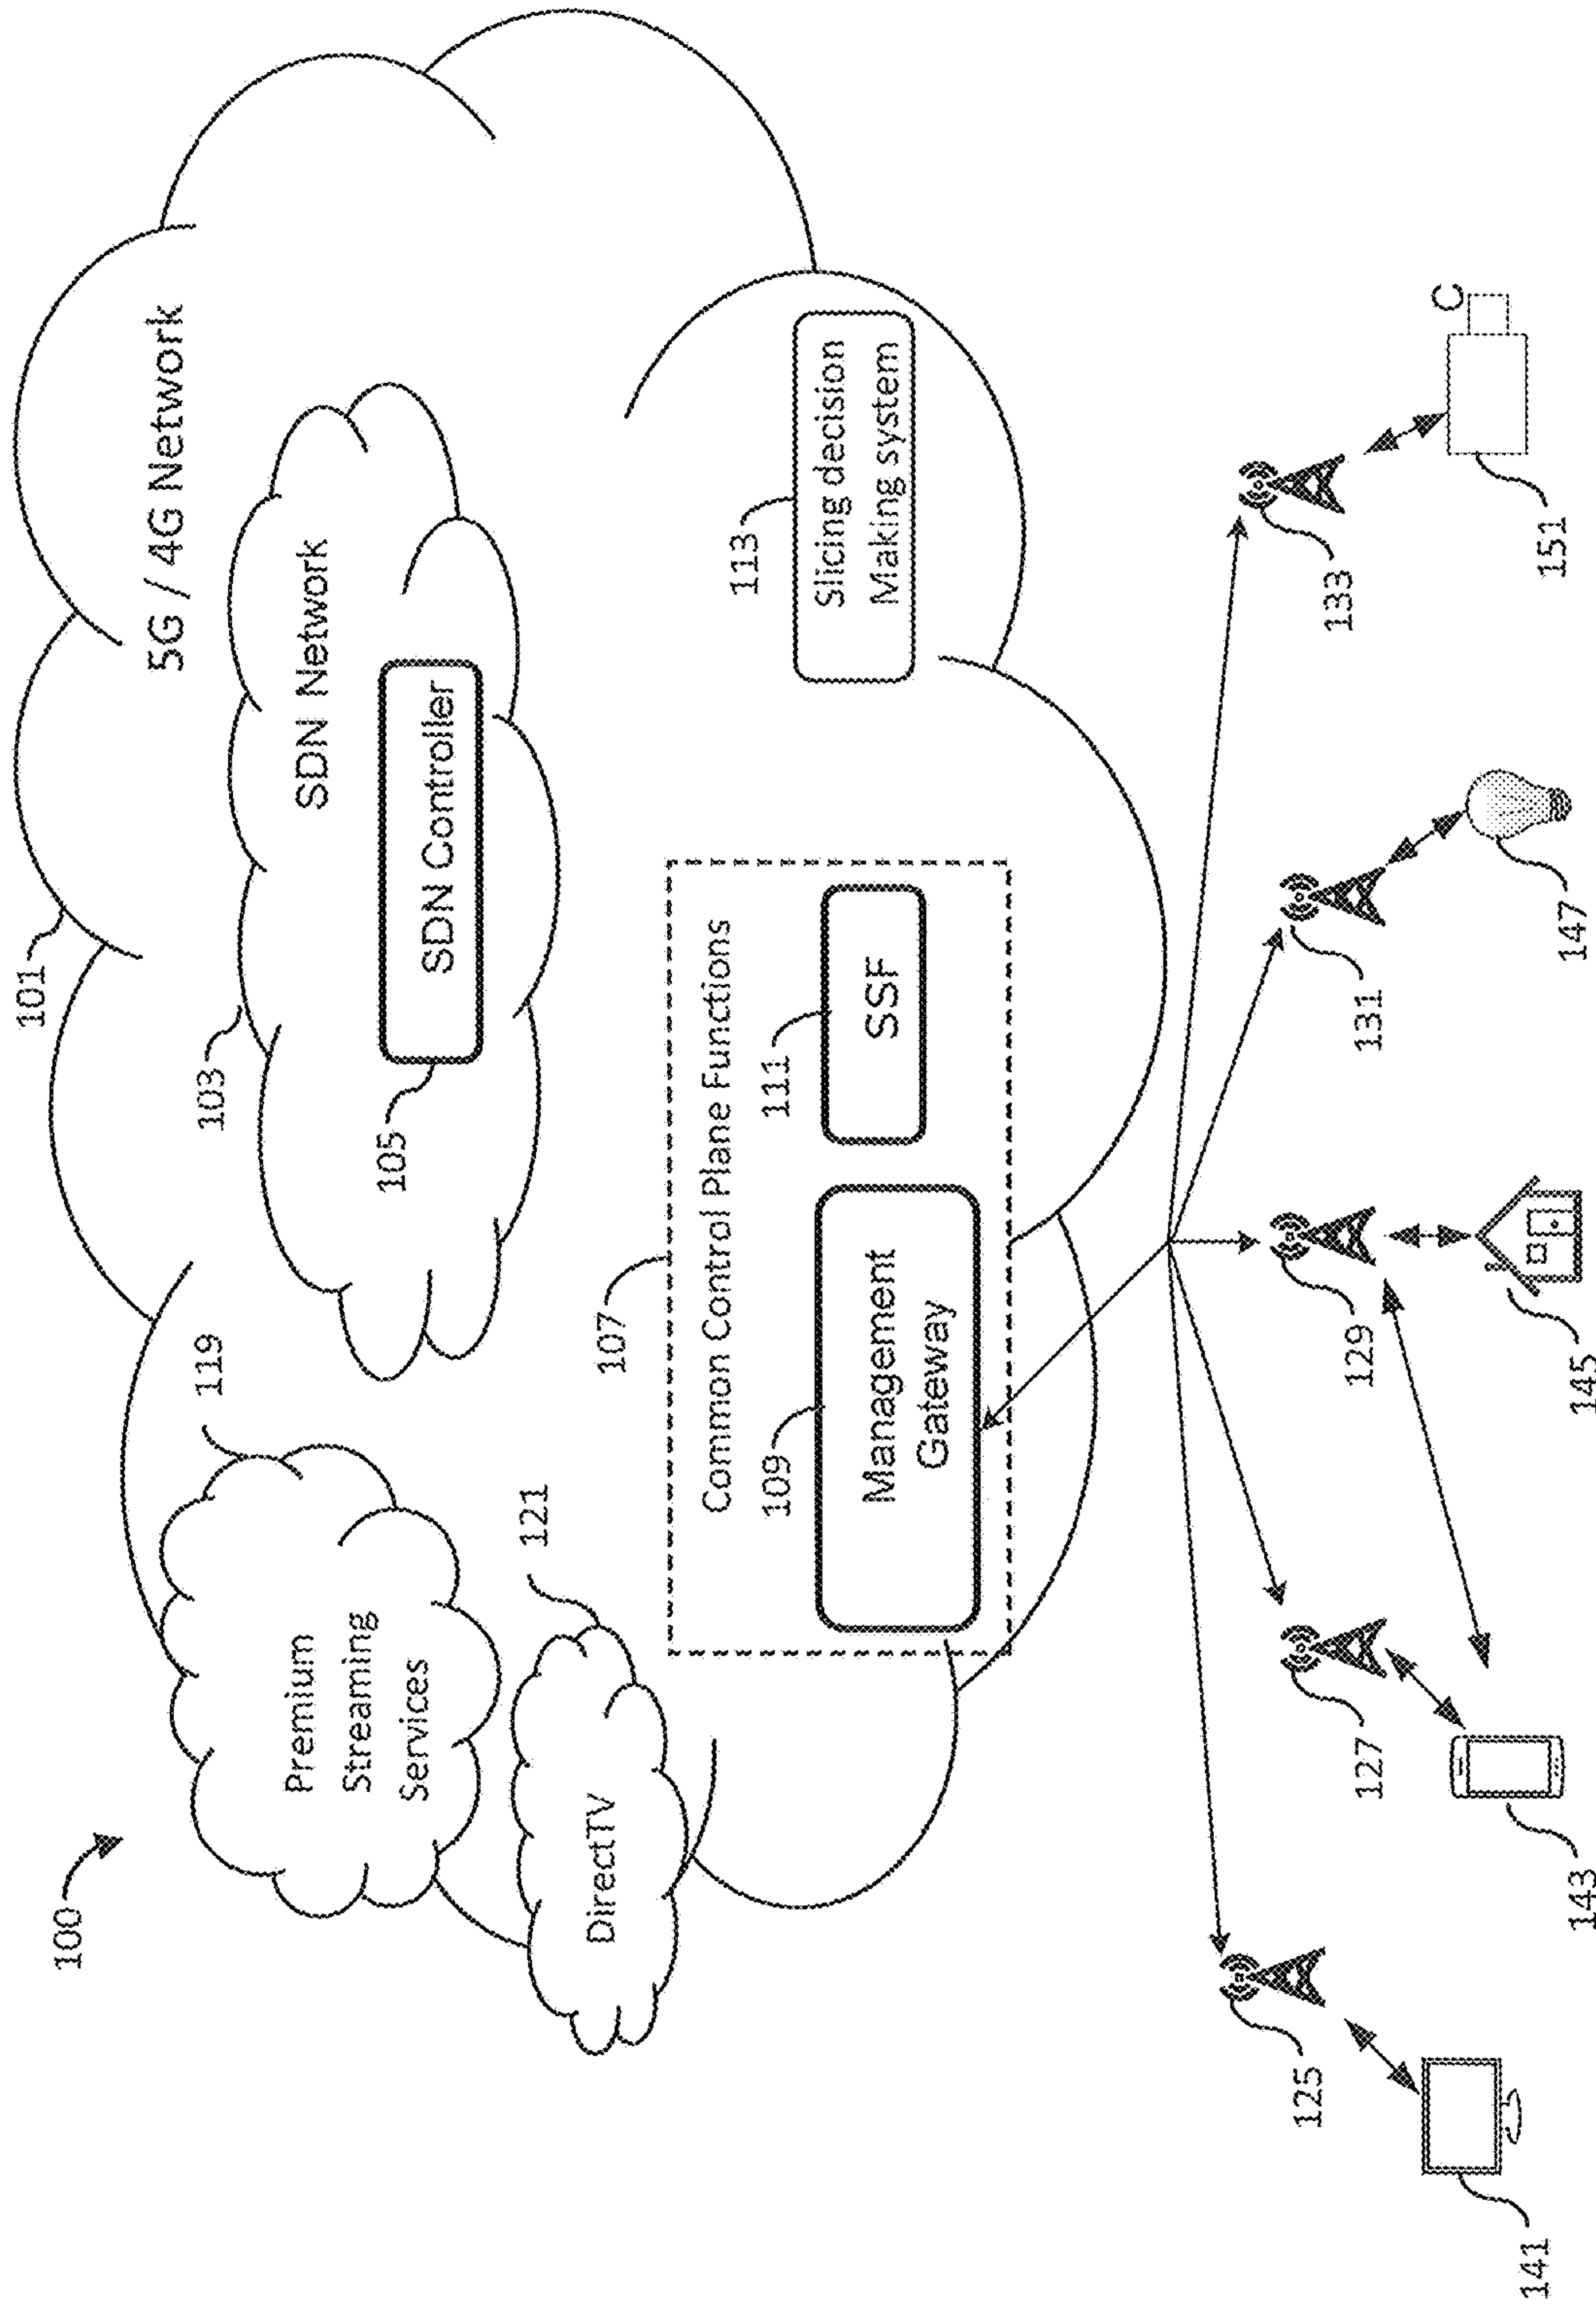 100
101
5G / 4G Network
119
103
SDN Network
Premium
Streaming
Services
105
SDN Controller
121
DirectTV
107
Common Control Plane Functions
109
111
113
Management
Gateway
SSF
Slicing decision
Making system
125
127
129
131
133
C
141
143
145
147
151